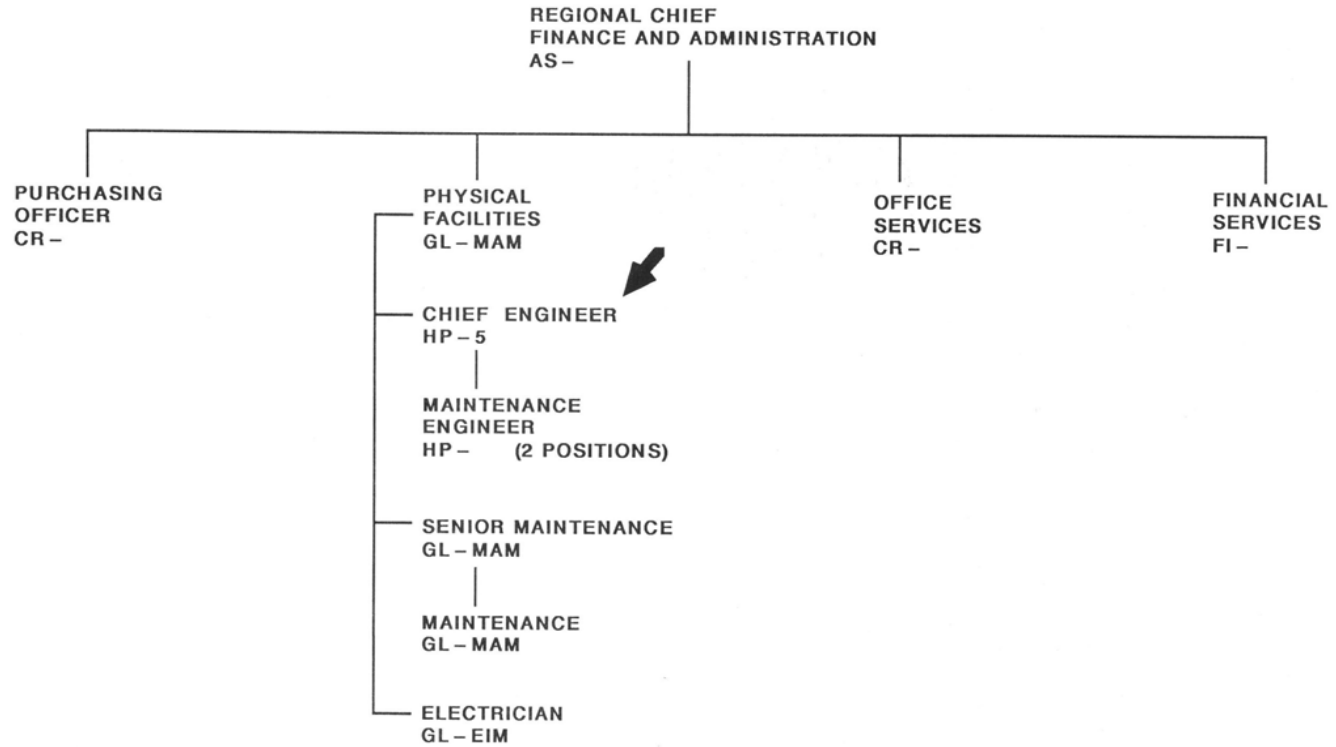 REGIONAL CHIEF
FINANCE AND ADMINISTRATION
AS –
PURCHASING
OFFICER
CR –
PHYSICAL
FACILITIES
GL – MAM
OFFICE
SERVICES
CR –
FINANCIAL
SERVICES
FI –
CHIEF ENGINEER
HP – 5
MAINTENANCE
ENGINEER
HP – (2 POSITIONS)
SENIOR MAINTENANCE
GL – MAM
MAINTENANCE
GL – MAM
ELECTRICIAN
GL – EIM